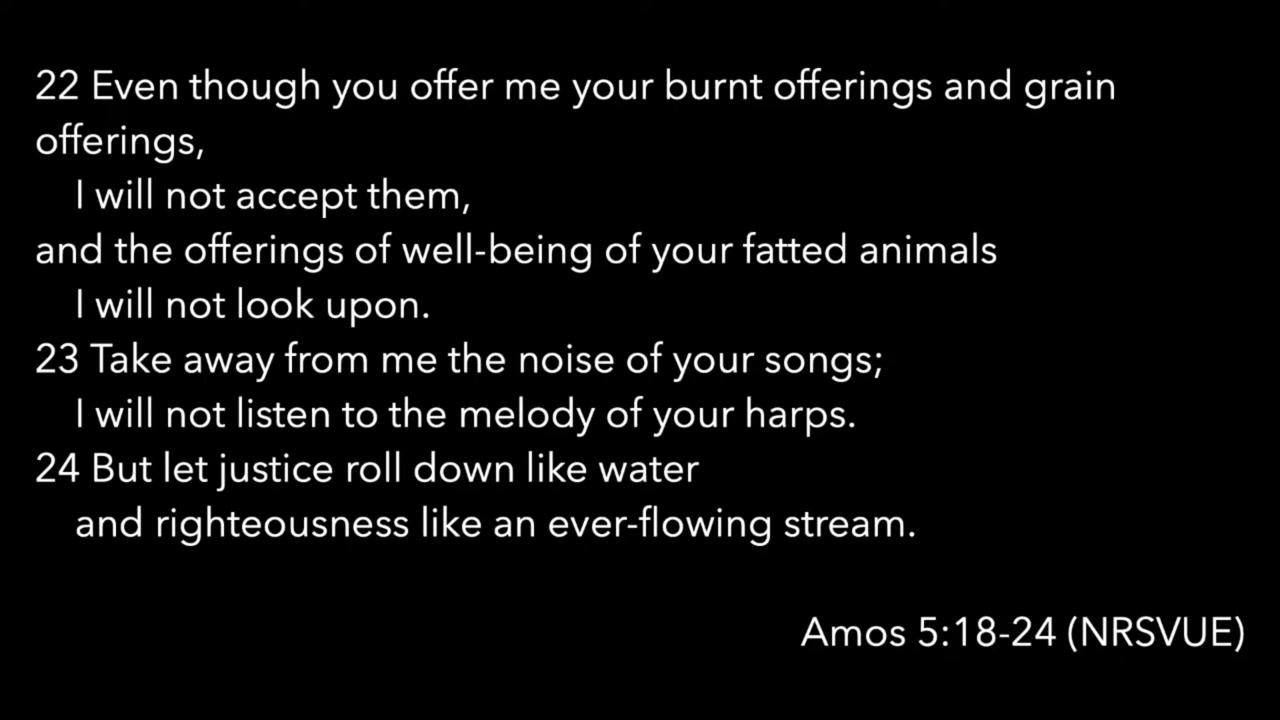 22 Even though you offer me your burnt offerings and grain
offerings,
I will not accept them,
and the offerings of well-being of your fatted animals
I will not look upon.
23 Take away from me the noise of your songs;
I will not listen to the melody of your harps.
24 But let justice roll down like water
and righteousness like an ever-flowing stream.
Amos 5:18-24 (NRSVUE)